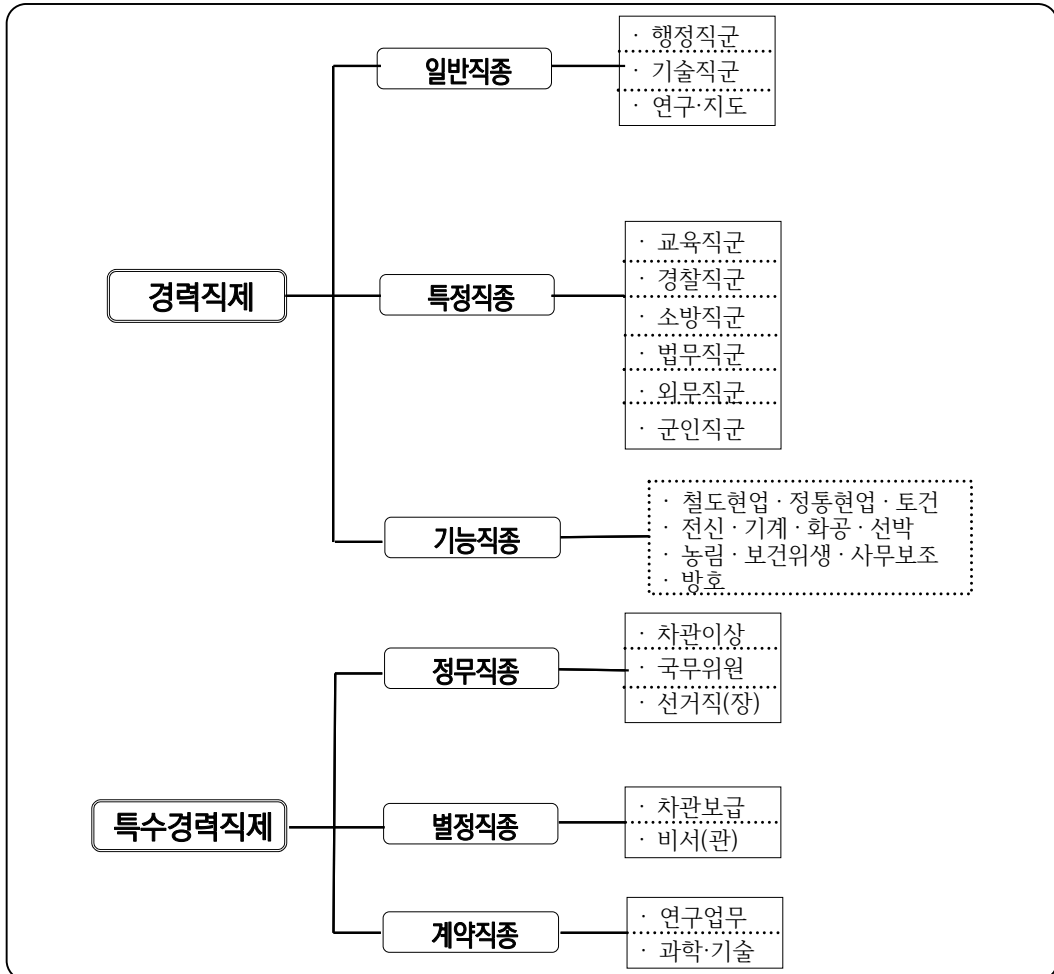 일반직종
· 행정직군
· 기술직군
· 연구·지도
경력직제
특정직종
· 교육직군
· 경찰직군
· 소방직군
· 법무직군
· 외무직군
· 군인직군
기능직종
· 철도현업 · 정통현업 · 토건
· 전신 · 기계 · 화공 · 선박
· 농림 · 보건위생 · 사무보조
· 방호
정무직종
· 차관이상
· 국무위원
· 선거직(장)
특수경력직제
별정직종
· 차관보급
· 비서(관)
계약직종
· 연구업무
· 과학·기술